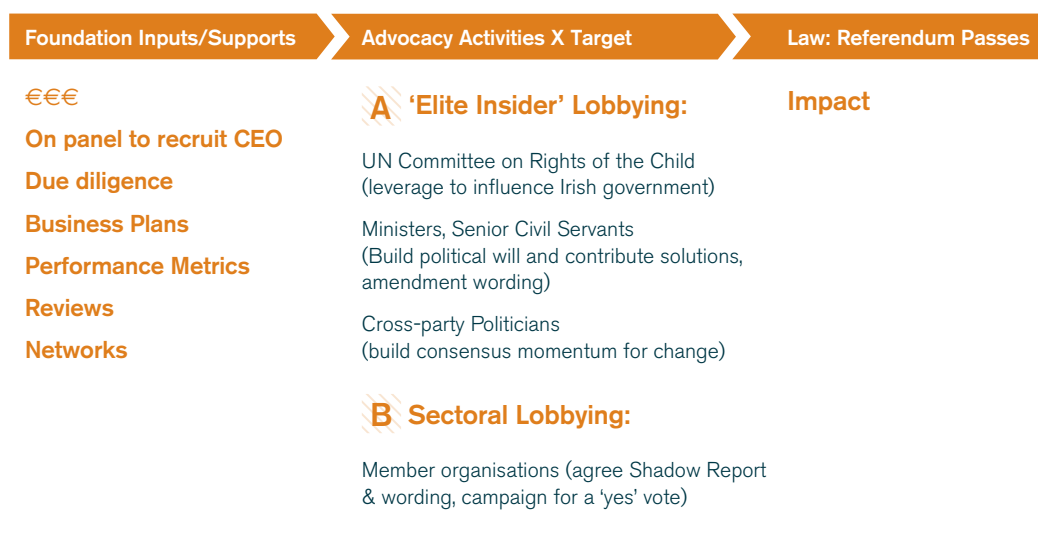 Foundation Inputs/Supports
Advocacy Activities X Target
Law: Referendum Passes
€€€
On panel to recruit CEO
Due diligence
Business Plans
Performance Metrics
Reviews
Networks
A ‘Elite Insider’ Lobbying:
UN Committee on Rights of the Child
(leverage to influence Irish government)
Ministers, Senior Civil Servants
(Build political will and contribute solutions,
amendment wording)
Cross-party Politicians
(build consensus momentum for change)
B Sectoral Lobbying:
Member organisations (agree Shadow Report
& wording, campaign for a ‘yes’ vote)
Impact